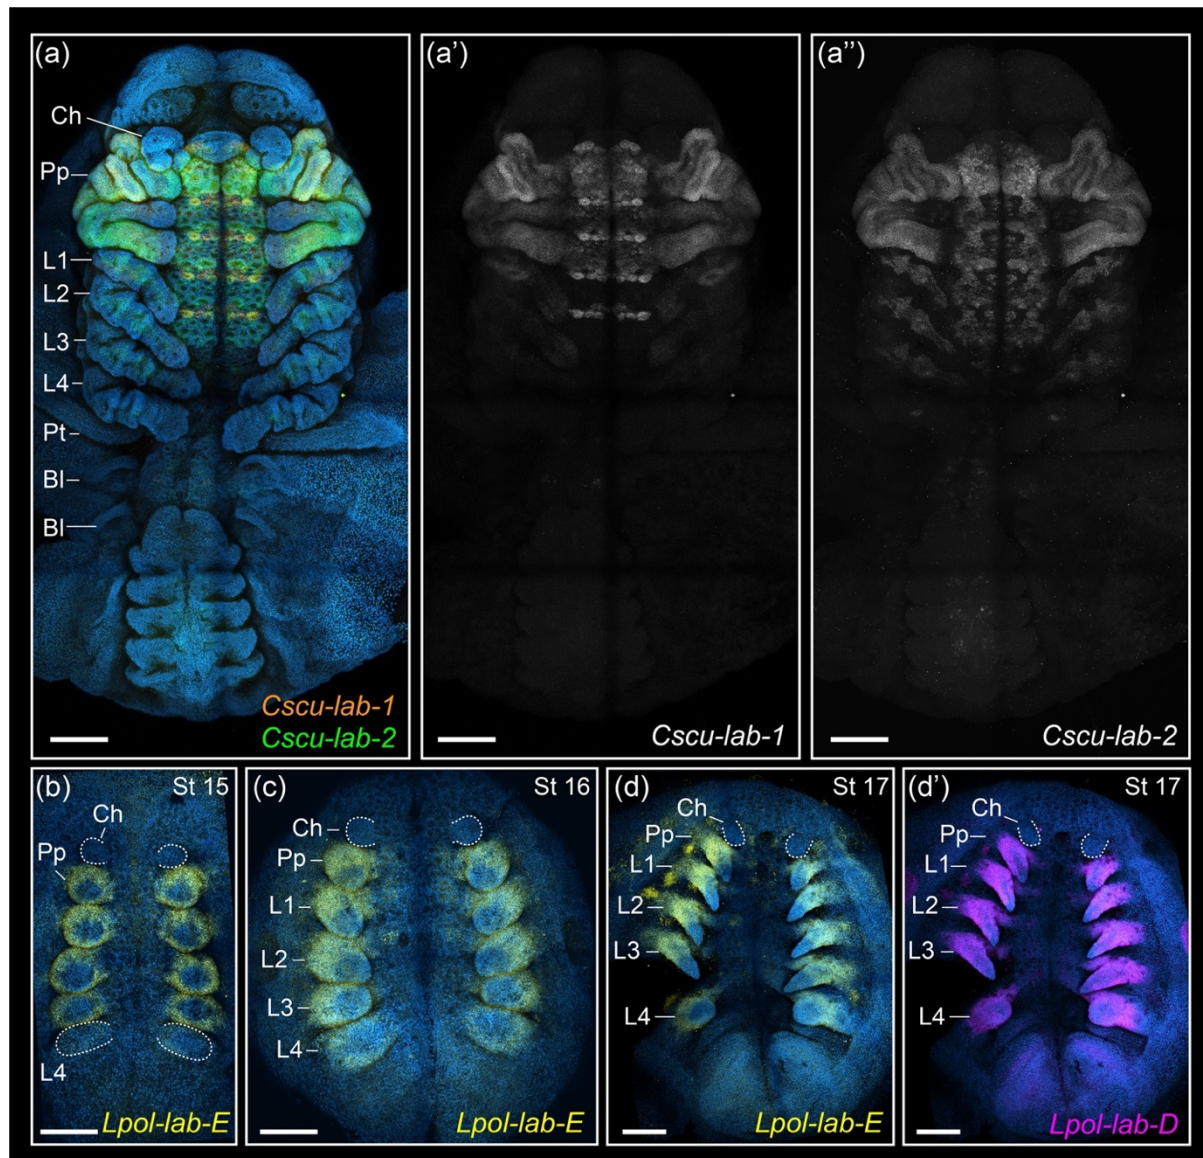 (a)
Ch
Pp
L1
L2
L3
L4
Pt
Bl
Bl
Cscu-lab-1
Cscu-lab-2
(a')
Cscu-lab-1
(a'')
Cscu-lab-2
(b)
St 15
Ch
Pp
L4
Lpol-lab-E
(c)
St 16
Ch
Pp
L1
L2
L3
L4
Lpol-lab-E
(d)
St 17
Ch
Pp
L1
L2
L3
L4
Lpol-lab-E
(d')
St 17
Ch
Pp
L1
L2
L3
L4
Lpol-lab-D